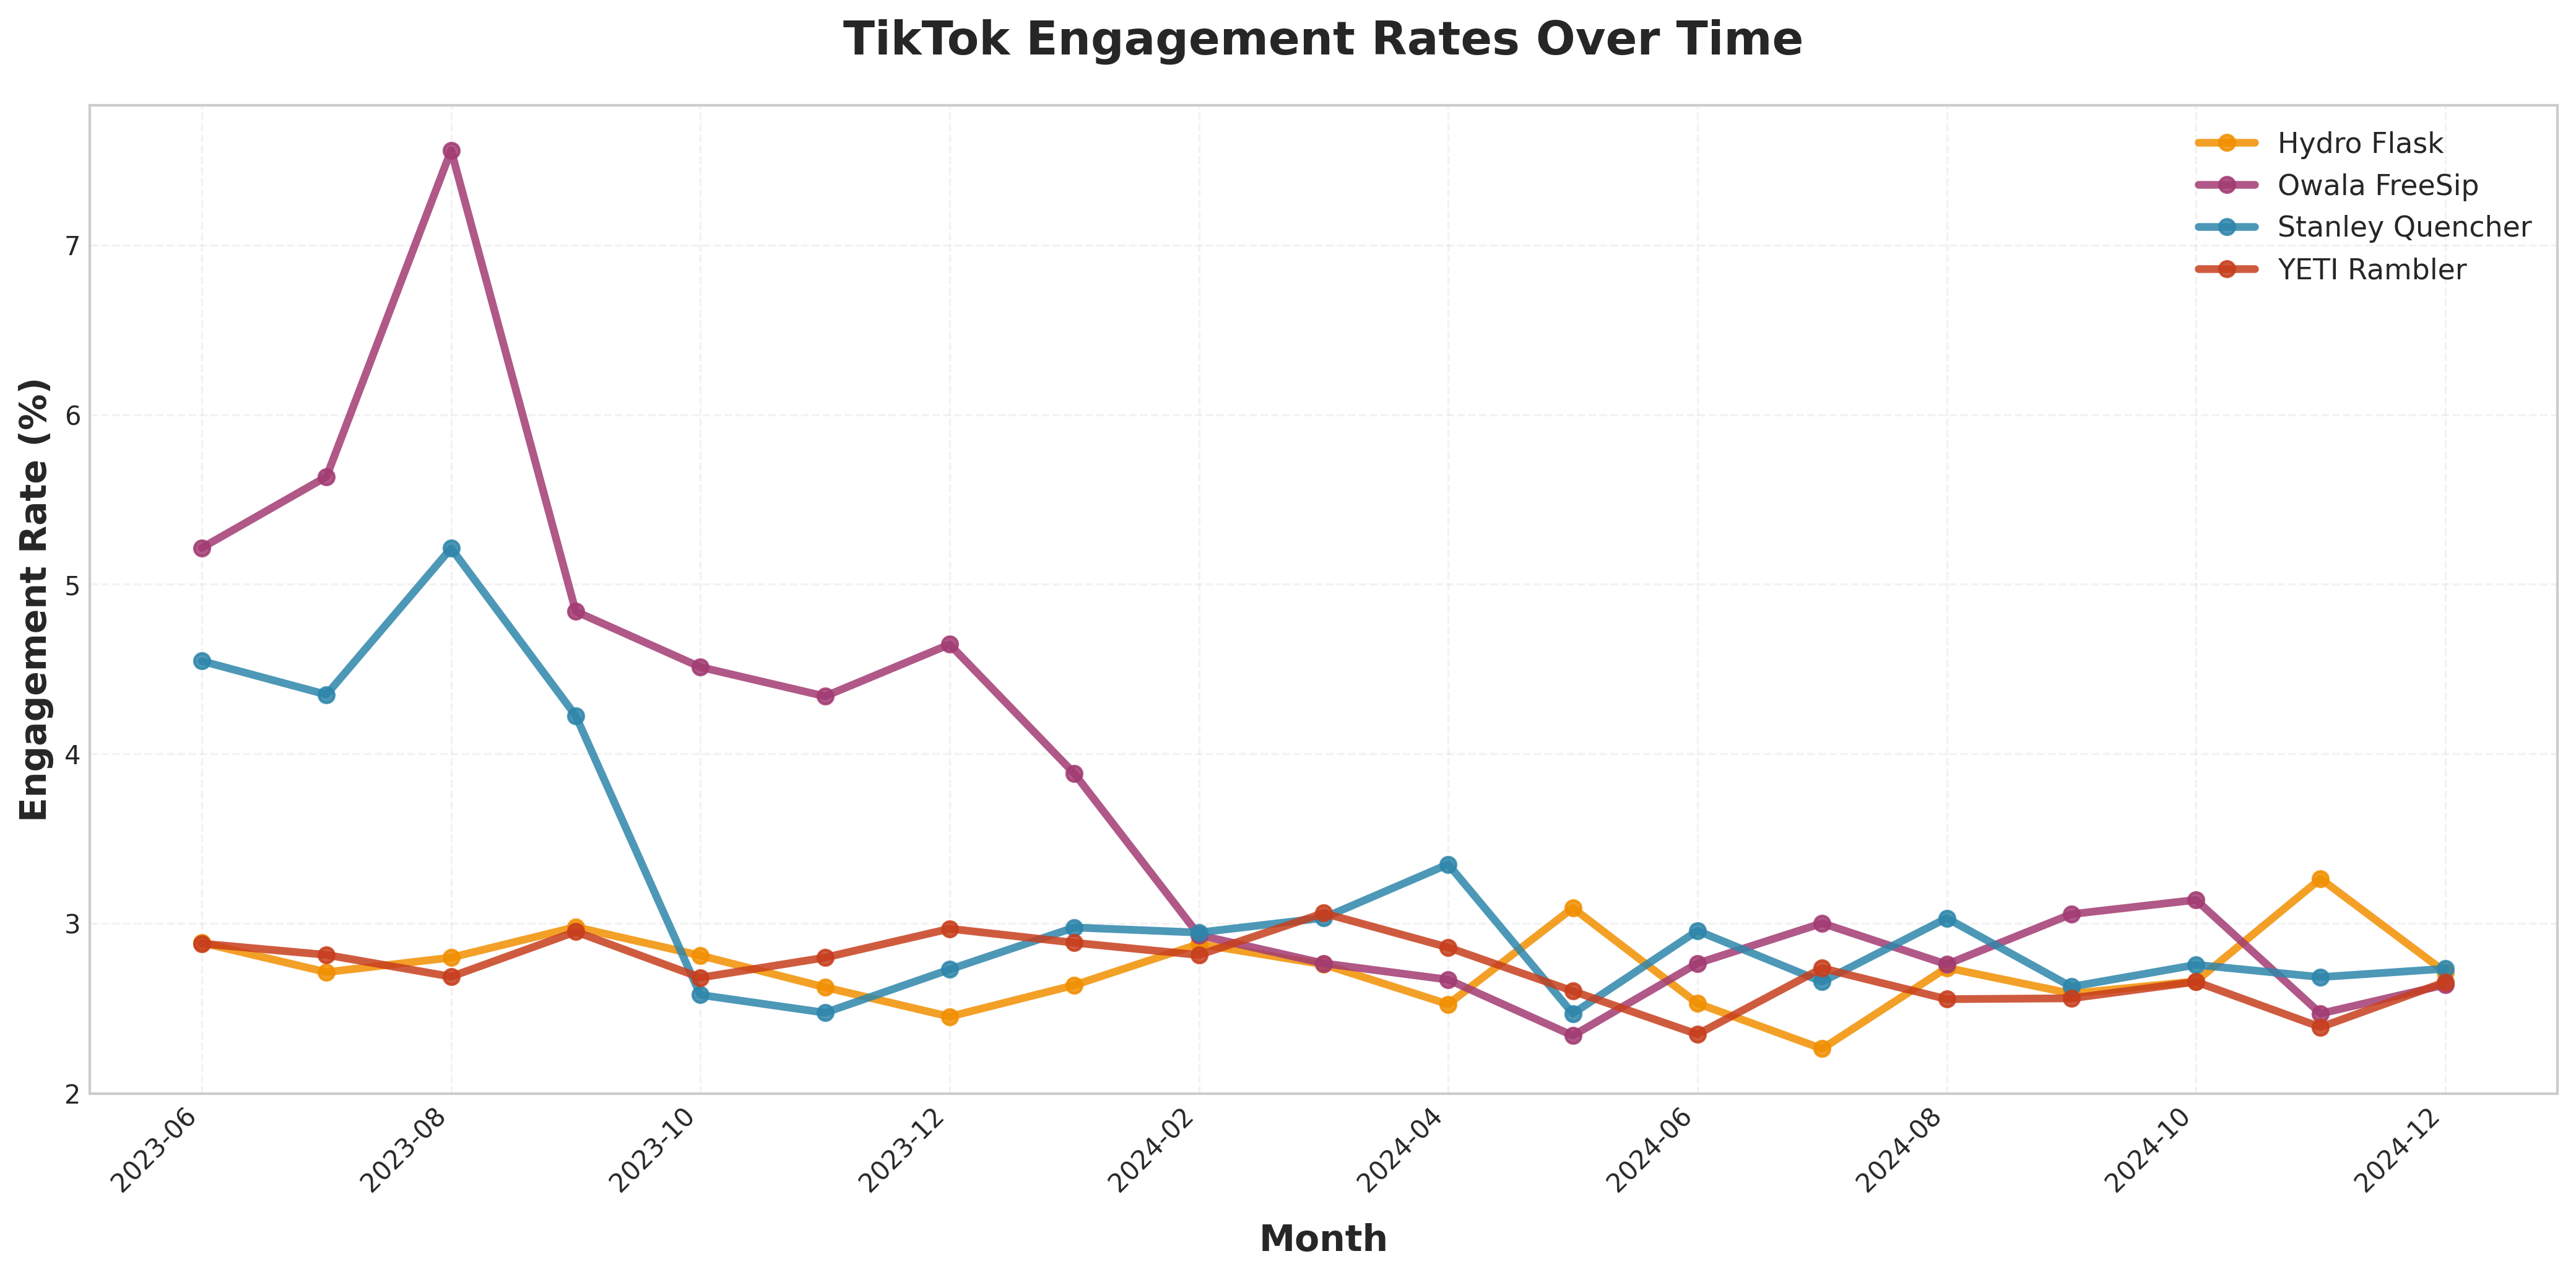 TikTok Engagement Rates Over Time
Hydro Flask
Owala FreeSip
Stanley Quencher
YETI Rambler
Engagement Rate (%)
7
6
5
4
3
2
2023-06
2023-08
2023-10
2023-12
2024-02
2024-04
2024-06
2024-08
2024-10
2024-12
Month